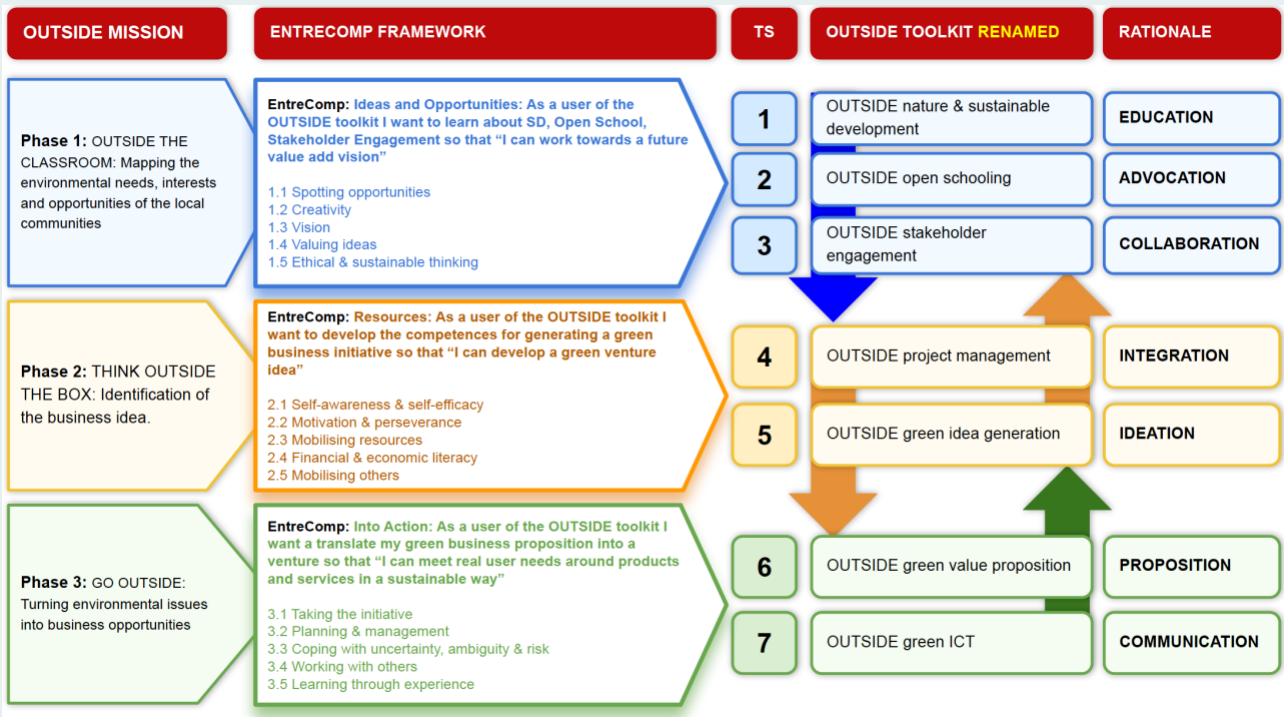 OUTSIDE MISSION
ENTRECOMP FRAMEWORK
TS
OUTSIDE TOOLKIT RENAMED
RATIONALE
Phase 1: OUTSIDE THE
CLASSROOM: Mapping the
environmental needs, interests
and opportunities of the local
communities
EntreComp: Ideas and Opportunities: As a user of the
OUTSIDE toolkit I want to learn about SD, Open School,
Stakeholder Engagement so that “I can work towards a future
value add vision”
1.1 Spotting opportunities
1.2 Creativity
1.3 Vision
1.4 Valuing ideas
1.5 Ethical & sustainable thinking
1
OUTSIDE nature & sustainable
development
EDUCATION
2
OUTSIDE open schooling
ADVOCATION
3
OUTSIDE stakeholder
engagement
COLLABORATION
Phase 2: THINK OUTSIDE
THE BOX: Identification of
the business idea.
EntreComp: Resources: As a user of the OUTSIDE toolkit I
want to develop the competences for generating a green
business initiative so that “I can develop a green venture
idea”
2.1 Self-awareness & self-efficacy
2.2 Motivation & perseverance
2.3 Mobilising resources
2.4 Financial & economic literacy
2.5 Mobilising others
4
OUTSIDE project management
INTEGRATION
5
OUTSIDE green idea generation
IDEATION
Phase 3: GO OUTSIDE:
Turning environmental issues
into business opportunities
EntreComp: Into Action: As a user of the OUTSIDE toolkit I
want a translate my green business proposition into a
venture so that “I can meet real user needs around products
and services in a sustainable way”
3.1 Taking the initiative
3.2 Planning & management
3.3 Coping with uncertainty, ambiguity & risk
3.4 Working with others
3.5 Learning through experience
6
OUTSIDE green value proposition
PROPOSITION
7
OUTSIDE green ICT
COMMUNICATION